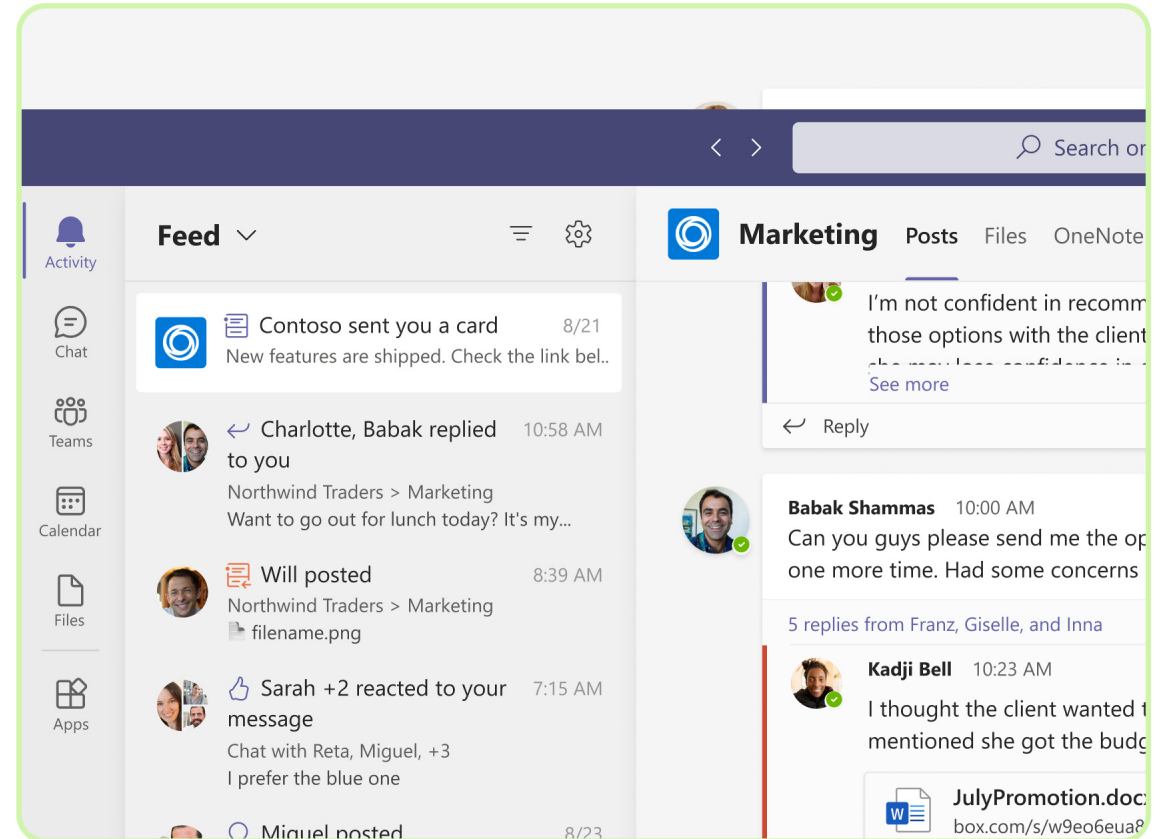 Search or
Activity
Chat
Teams
Calendar
Files
Apps
Feed
Contoso sent you a card 8/21
New features are shipped. Check the link bel..
Charlotte, Babak replied 10:58 AM
to you
Northwind Traders > Marketing
Want to go out for lunch today? It's my...
Will posted 8:39 AM
Northwind Traders > Marketing
filename.png
Sarah +2 reacted to your 7:15 AM
message
Chat with Reta, Miguel, +3
I prefer the blue one
Miguel posted 8/23
Marketing Posts Files OneNote
I'm not confident in recomm
those options with the client
she may lose confidence in
See more
Reply
Babak Shammas 10:00 AM
Can you guys please send me the op
one more time. Had some concerns
5 replies from Franz, Giselle, and Inna
Kadji Bell 10:23 AM
I thought the client wanted
mentioned she got the budg
W
JulyPromotion.doc
box.com/s/w9eo6eua8